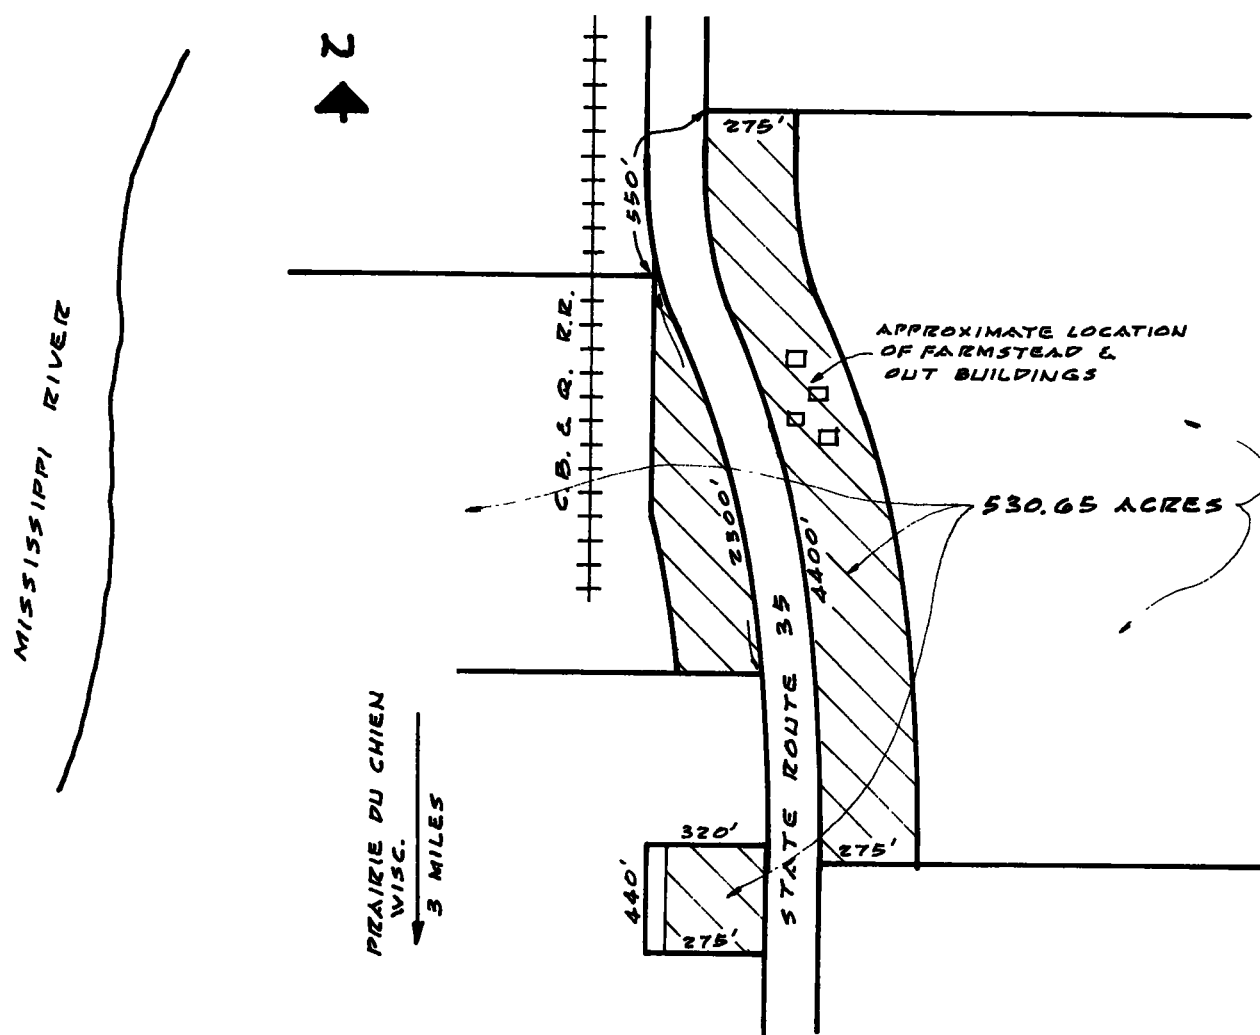 N
275'
550'
MISSISSIPPI RIVER
C.B. & Q. R.R.
APPROXIMATE LOCATION
OF FARMSTEAD &
OUT BUILDINGS
530.65 ACRES
2300'
4400'
STATE ROUTE 35
PRAIRIE DU CHIEN
WISC.
3 MILES
320'
440'
275'
275'